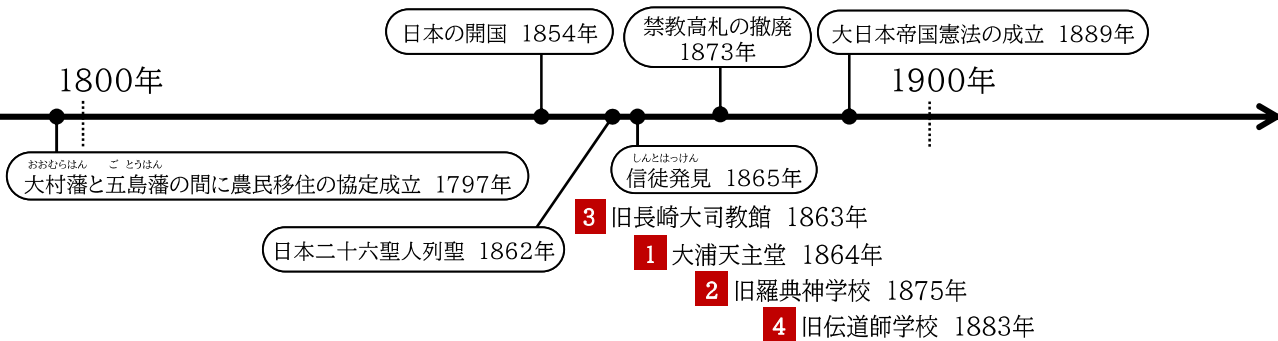 日本の開国 1854年
禁教高札の撤廃
1873年
大日本帝国憲法の成立 1889年
1800年
1900年
おおむらはん ごとうはん
大村藩と五島藩の間に農民移住の協定成立 1797年
しんとはっけん
信徒発見 1865年
日本二十六聖人列聖 1862年
3 旧長崎大司教館 1863年
1 大浦天主堂 1864年
2 旧羅典神学校 1875年
4 旧伝道師学校 1883年